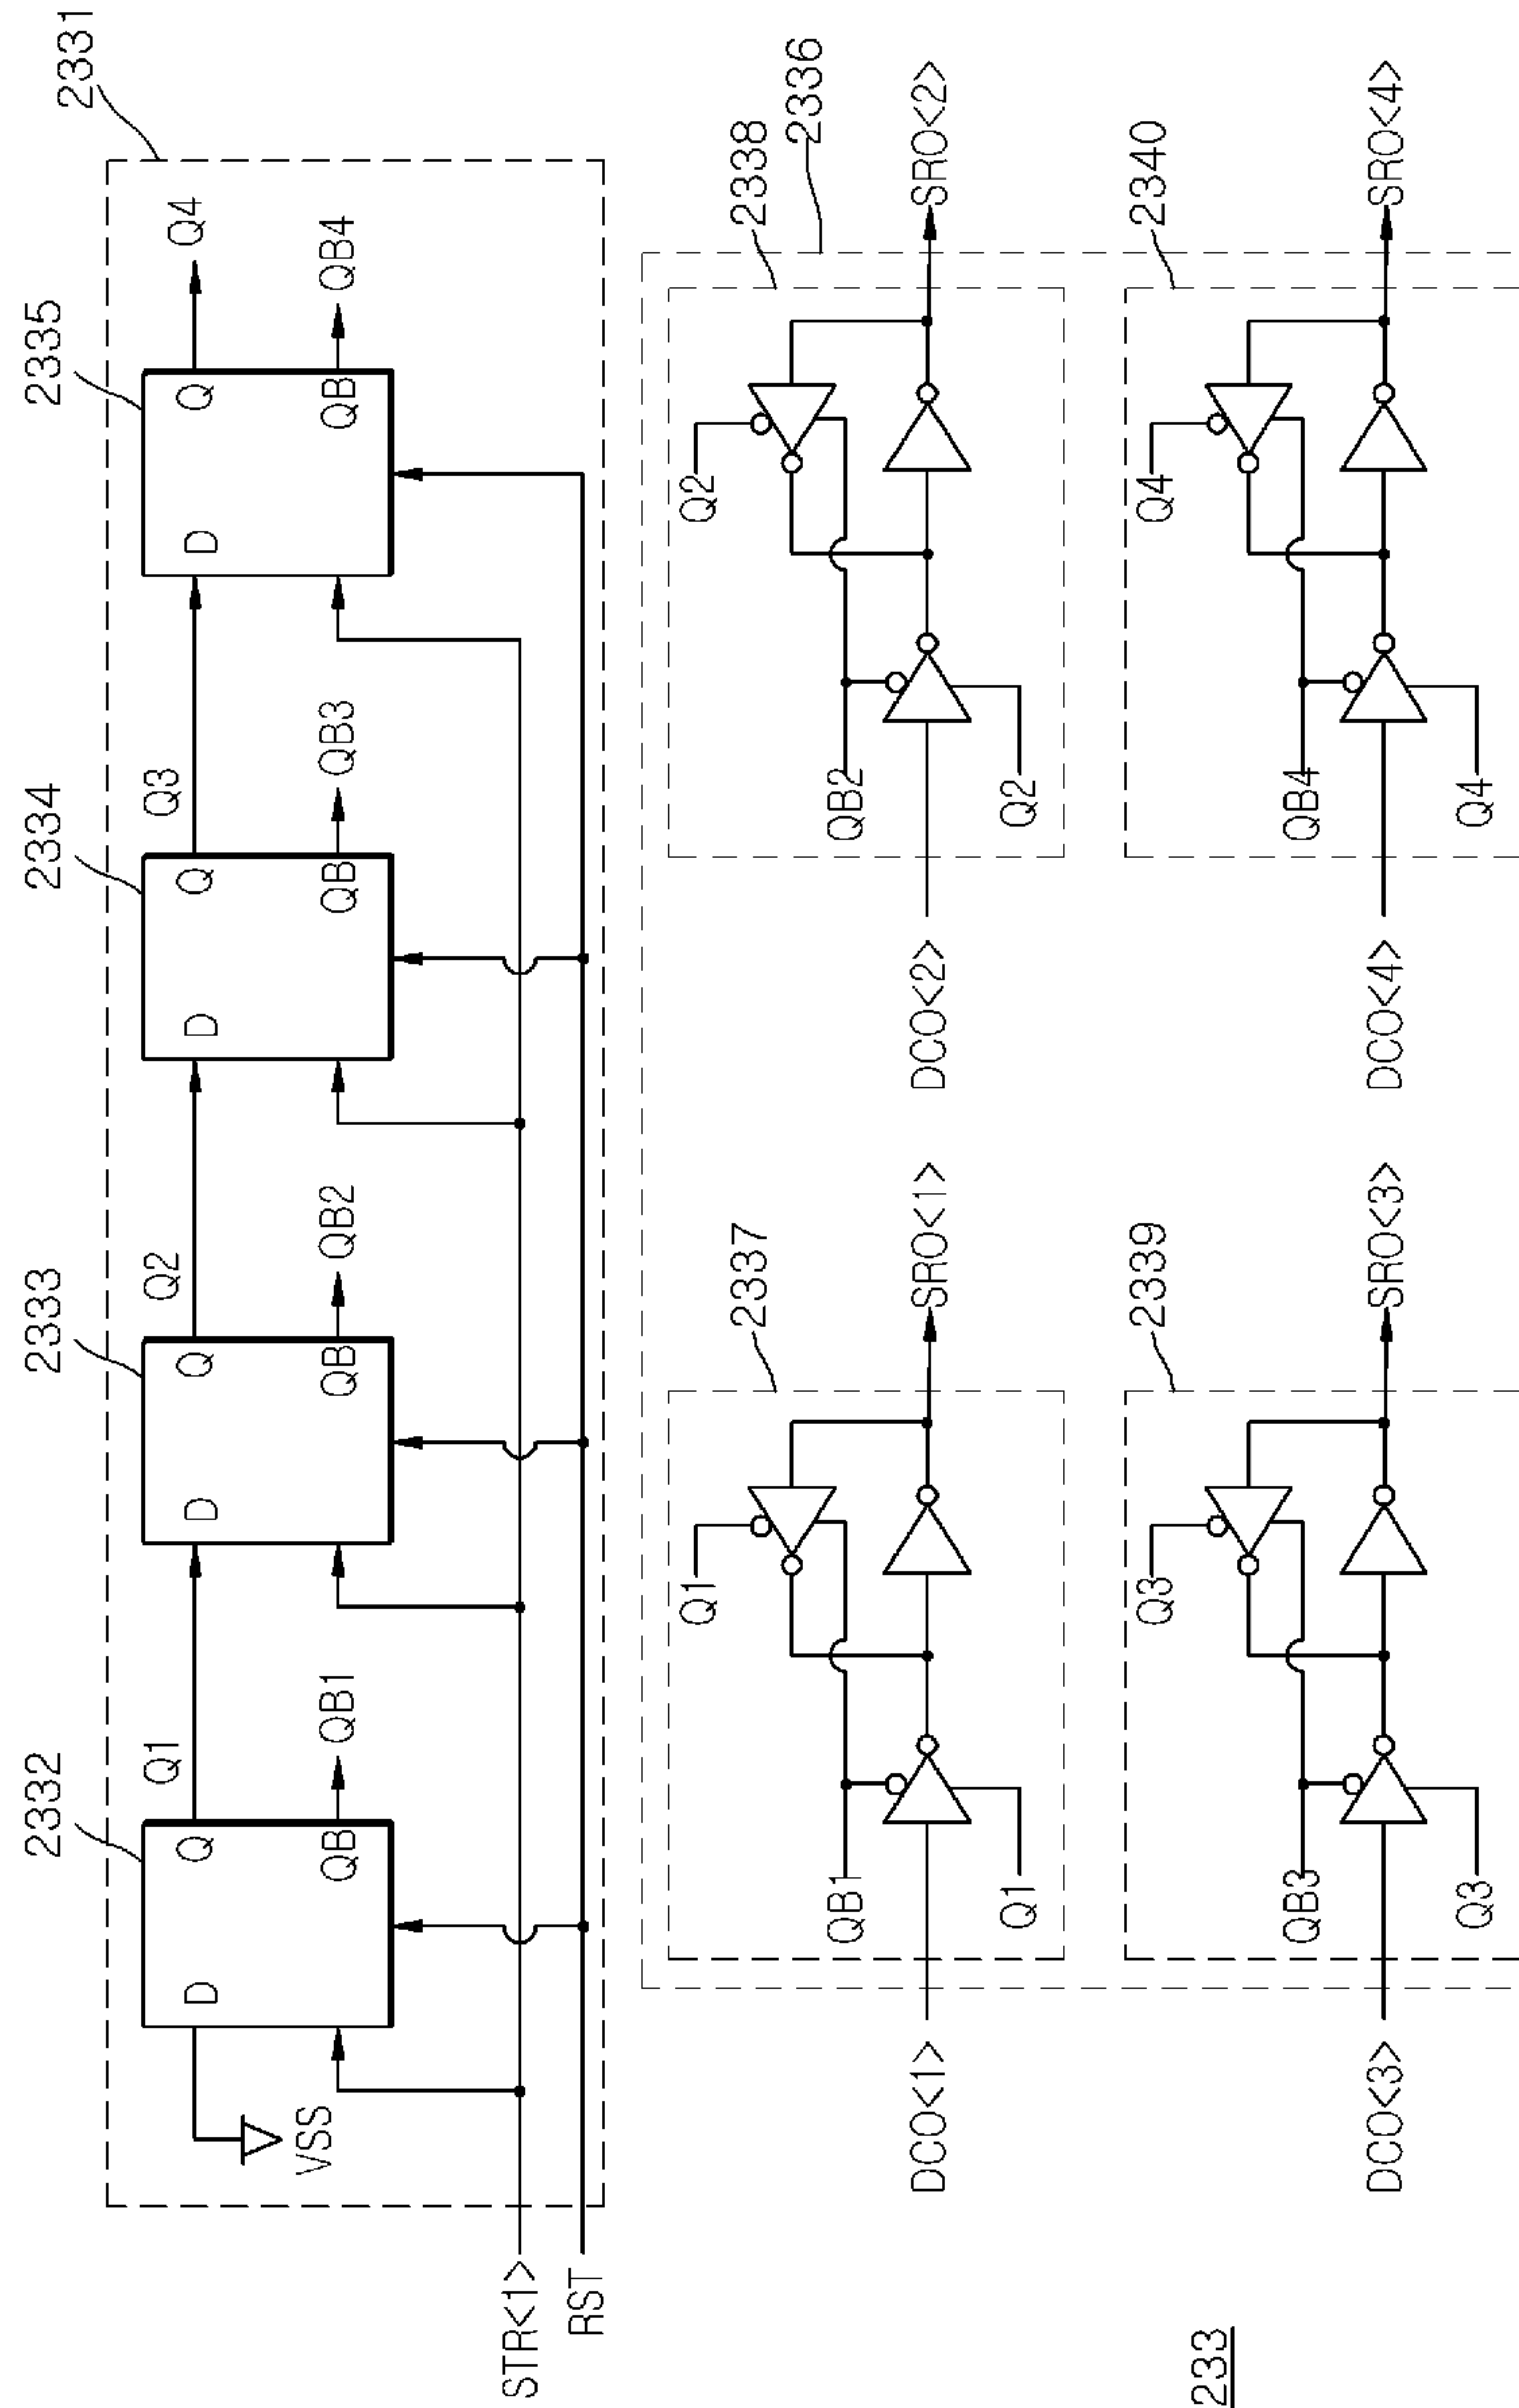 2331
2332
2333
2334
2335
D
Q
Q1
D
Q
Q2
D
Q
Q3
D
Q
Q4
QB
QB1
QB
QB2
QB
QB3
QB
QB4
VSS
STR<1>
RST
2336
2337
Q1
QB1
DCO<1>
SRO<1>
Q1
2338
Q2
QB2
DCO<2>
SRO<2>
Q2
2339
Q3
QB3
DCO<3>
SRO<3>
Q3
2340
Q4
QB4
DCO<4>
SRO<4>
Q4
233